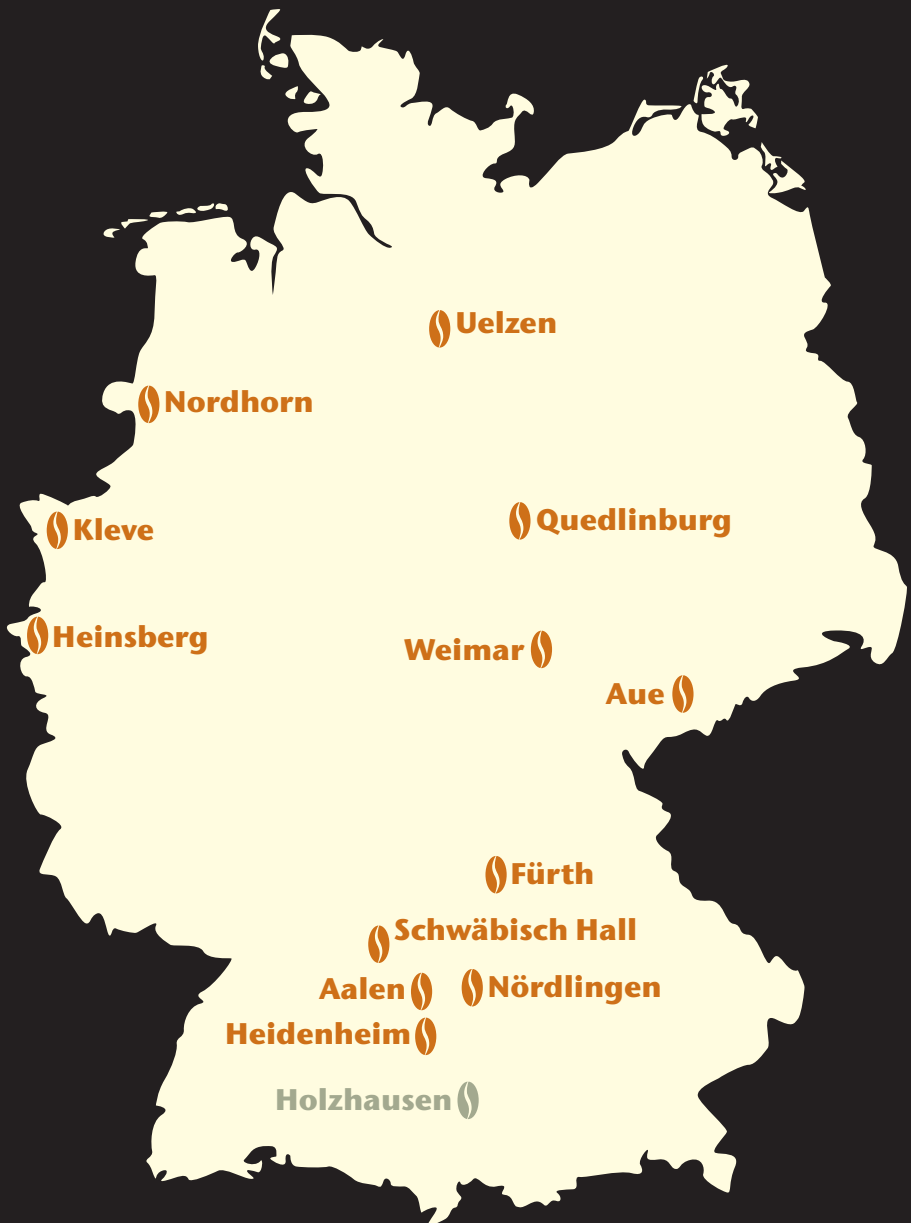 Uelzen
Nordhorn
Quedlinburg
Kleve
Heinsberg
Weimar
Aue
Fürth
Schwäbisch Hall
Aalen
Nördlingen
Heidenheim
Holzhausen